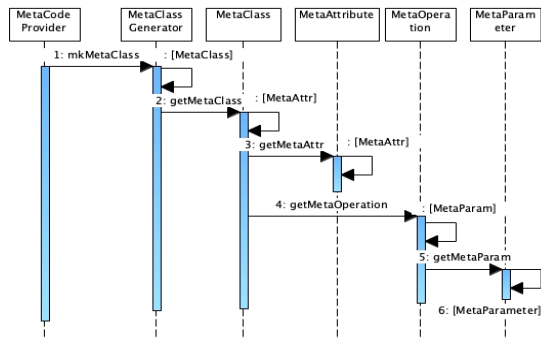 MetaCode
Provider
MetaClass
Generator
MetaClass
MetaAttribute
MetaOpera
tion
MetaParam
eter
1: mkMetaClass
: [MetaClass]
2: getMetaClass
: [MetaAttr]
3: getMetaAttr
: [MetaAttr]
4: getMetaOperation
: [MetaParam]
5: getMetaParam
6: [MetaParameter]